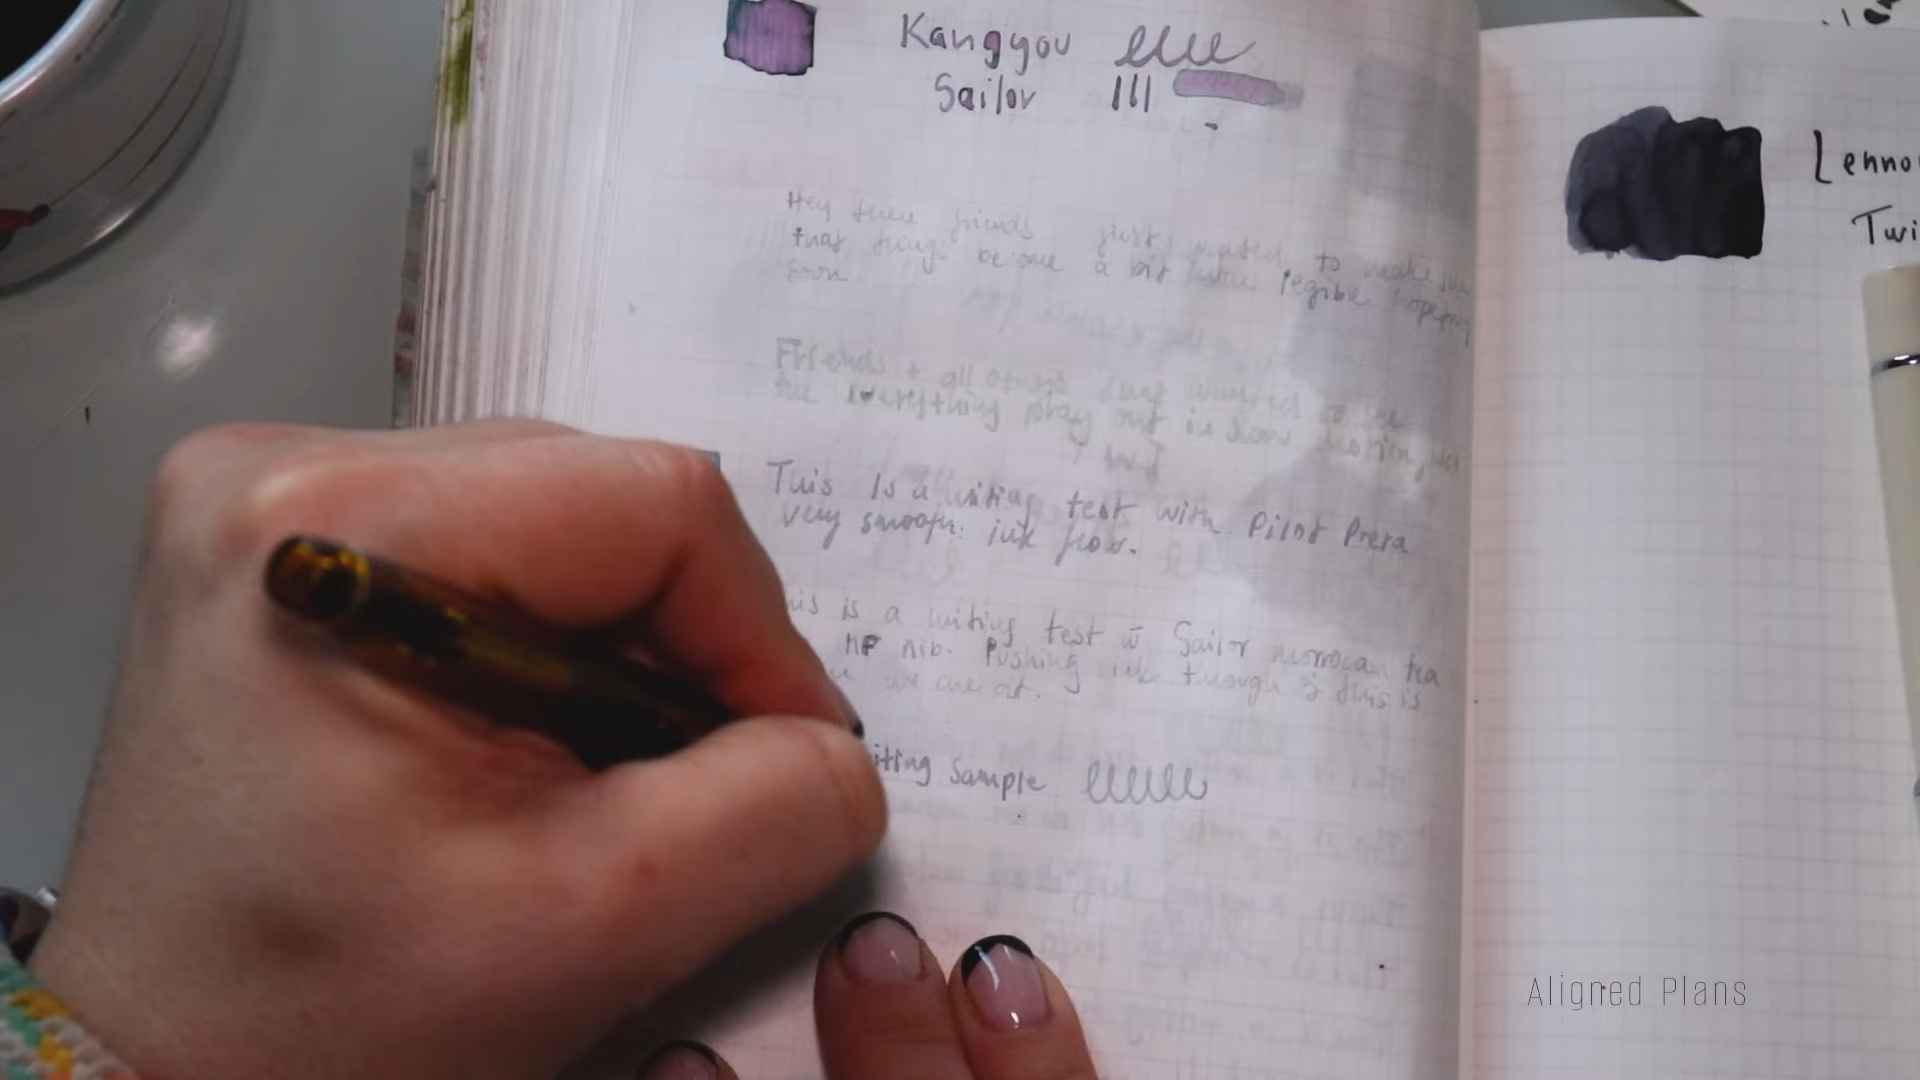 Kangyou
Sailor
Hey there friends just wanted to make sure
that things become a bit more legible hopefully
soon
Friends + all others that wanted to see
the everything play out in slow motion,
This is a writing test with Pilot Prera
very smooth ink flow.
is a writing test w Sailor morrocan tea
MF nib. Pushing ink through & this is
we are at.
iting Sample
Lenno
Twi
Aligned Plans